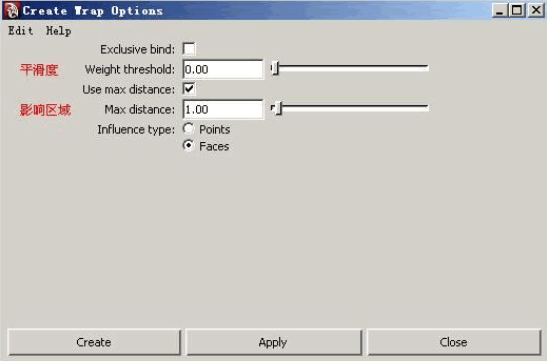 Create Wrap Options
Edit Help
Exclusive bind:
平滑度 Weight threshold: 0.00
Use max distance:
影响区域 Max distance: 1.00
Influence type: Points
Faces
Create Apply Close